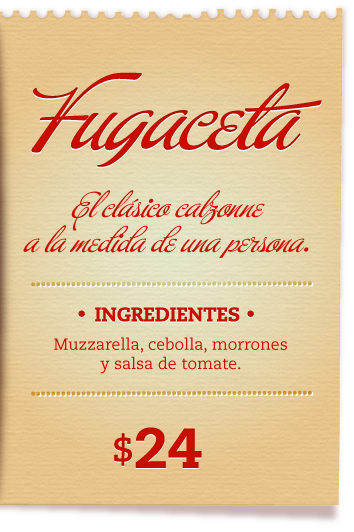 Fugaceta
El clásico calzonne
a la medida de una persona.
• INGREDIENTES •
Muzzarella, cebolla, morrones
y salsa de tomate.
$24